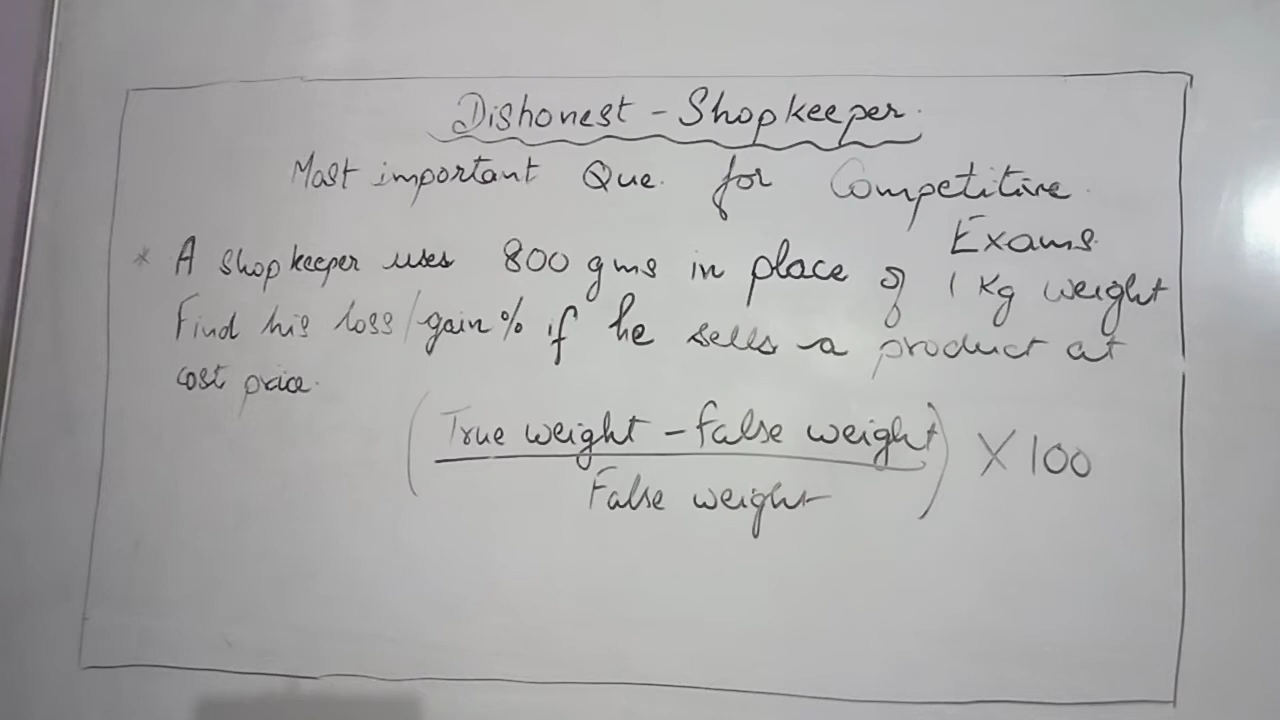 Dishonest - Shopkeeper.
Most important Que. for Competitive
Exams.
* A shopkeeper uses 800 gms in place of 1 Kg weight
Find his loss/gain % if he sells a product at
cost price.
(True weight - False weight / False weight) X 100